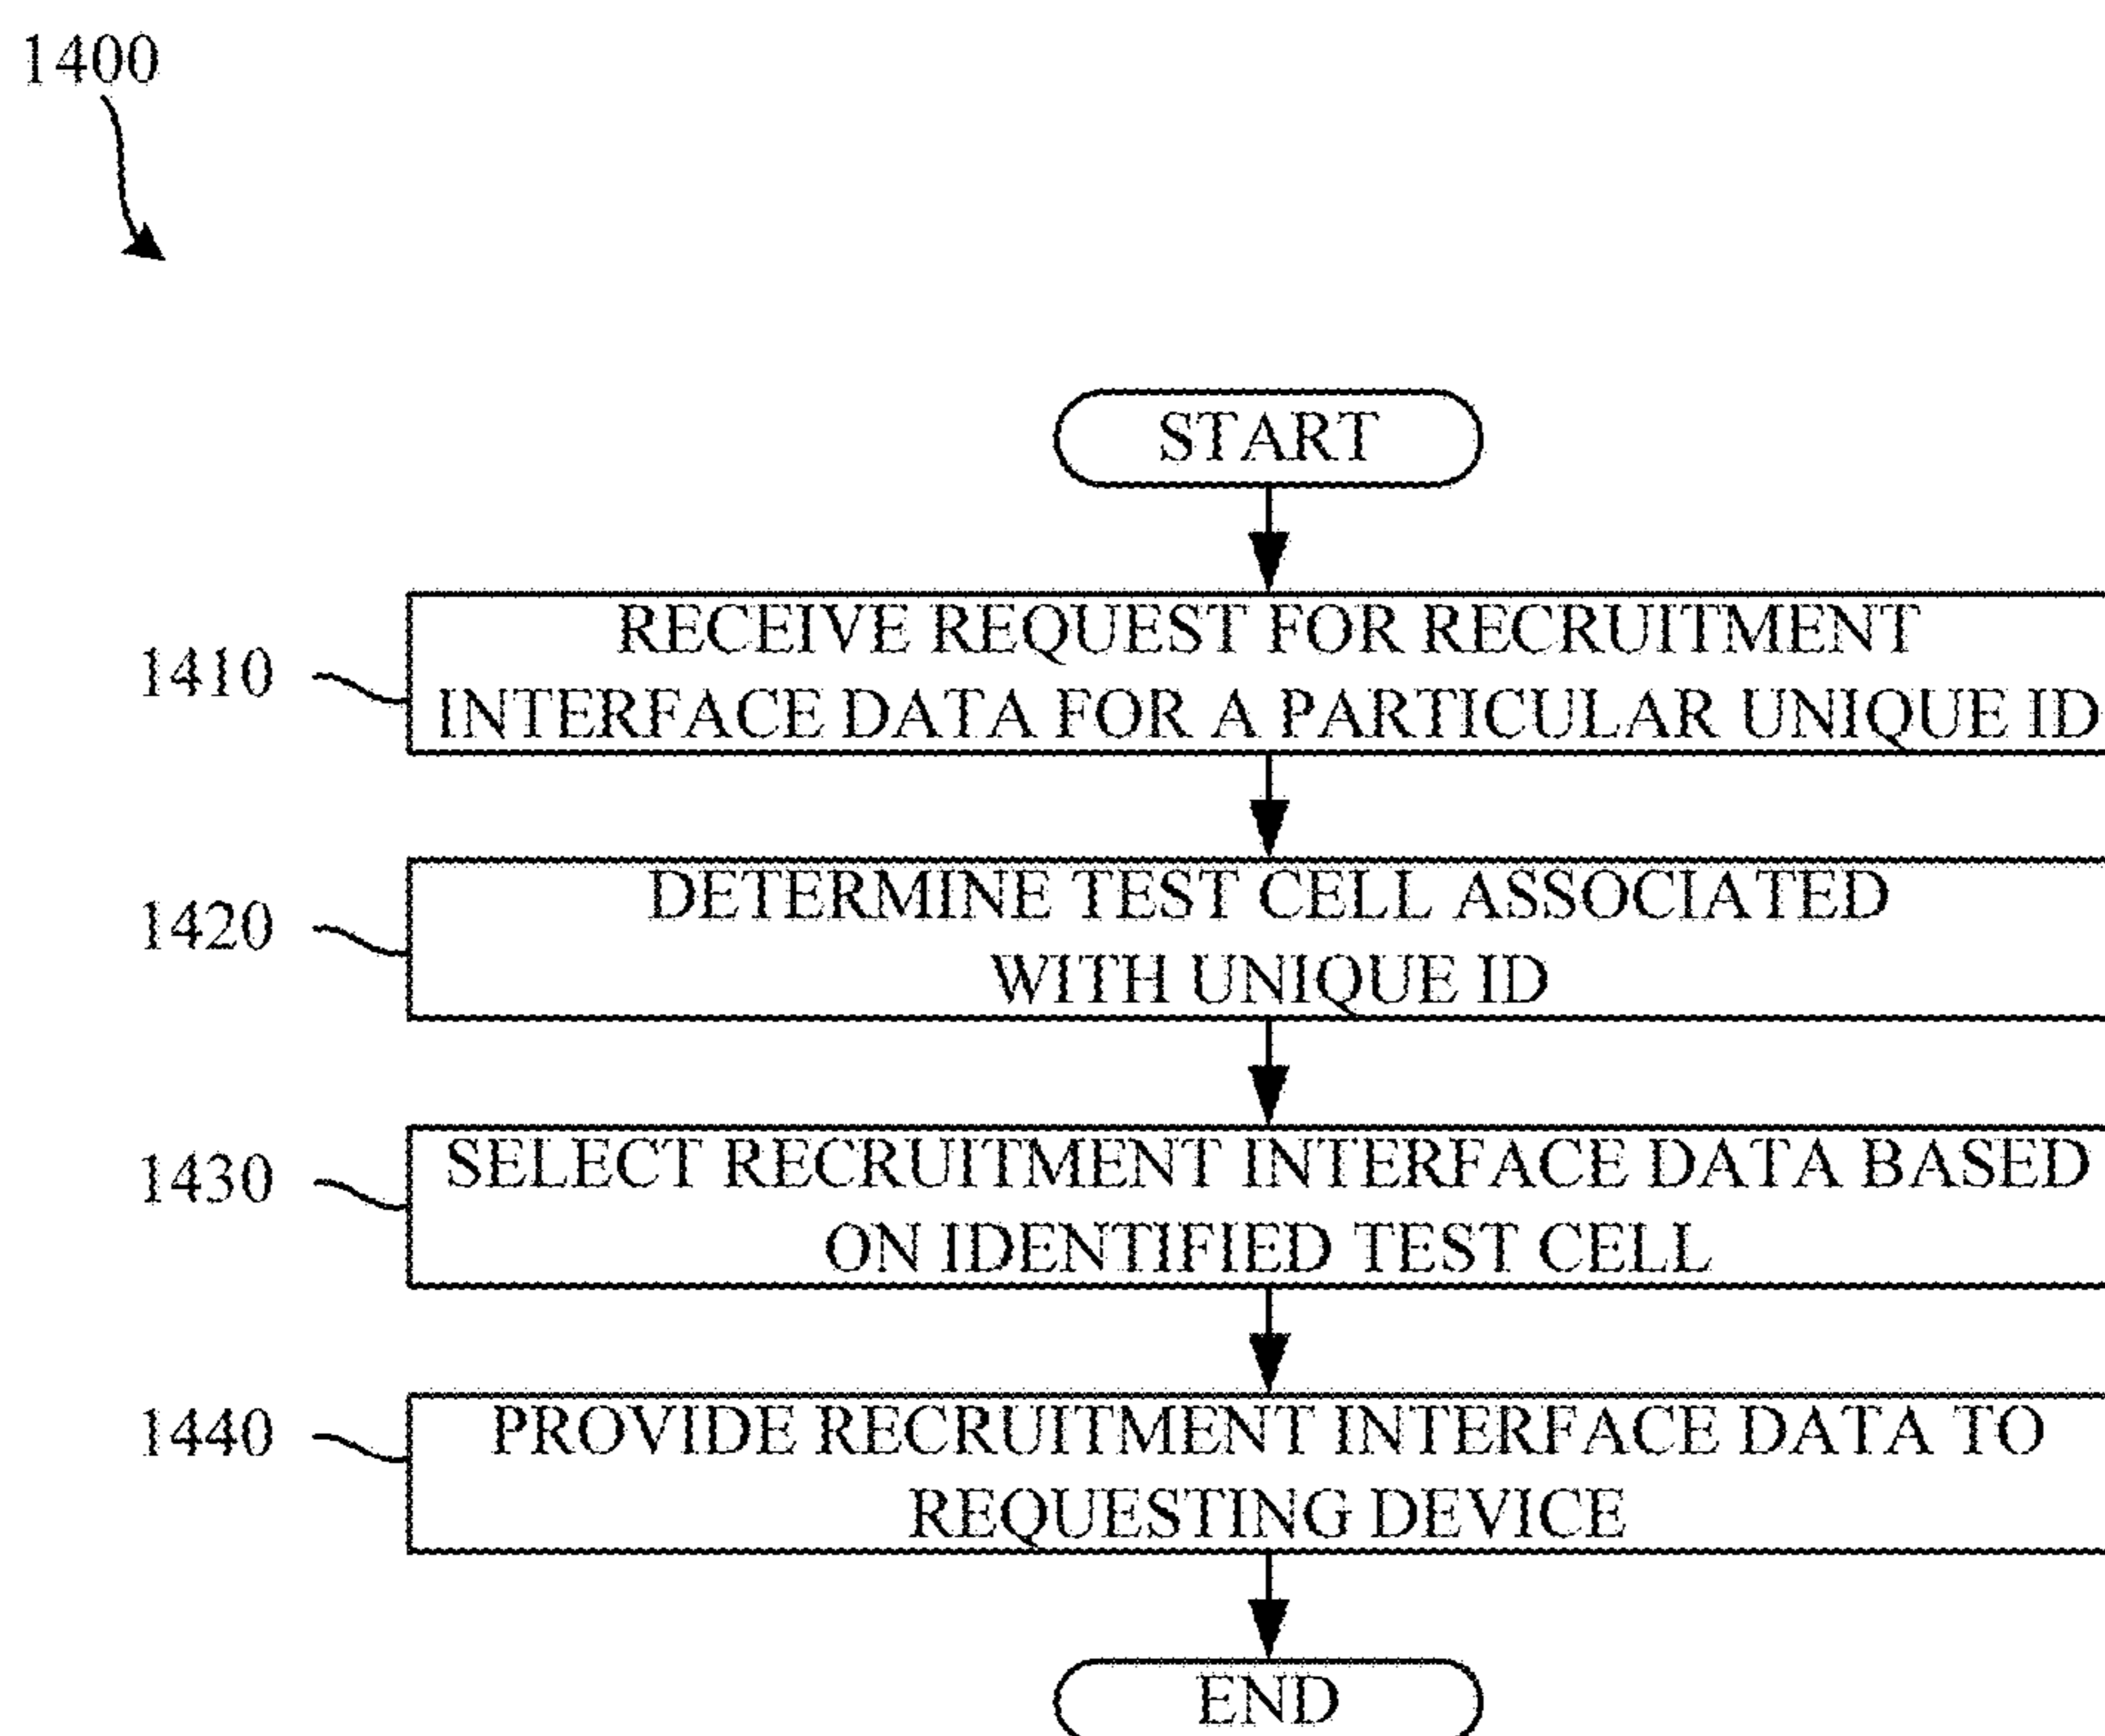 1400
START
1410
RECEIVE REQUEST FOR RECRUITMENT
INTERFACE DATA FOR A PARTICULAR UNIQUE ID
1420
DETERMINE TEST CELL ASSOCIATED
WITH UNIQUE ID
1430
SELECT RECRUITMENT INTERFACE DATA BASED
ON IDENTIFIED TEST CELL
1440
PROVIDE RECRUITMENT INTERFACE DATA TO
REQUESTING DEVICE
END